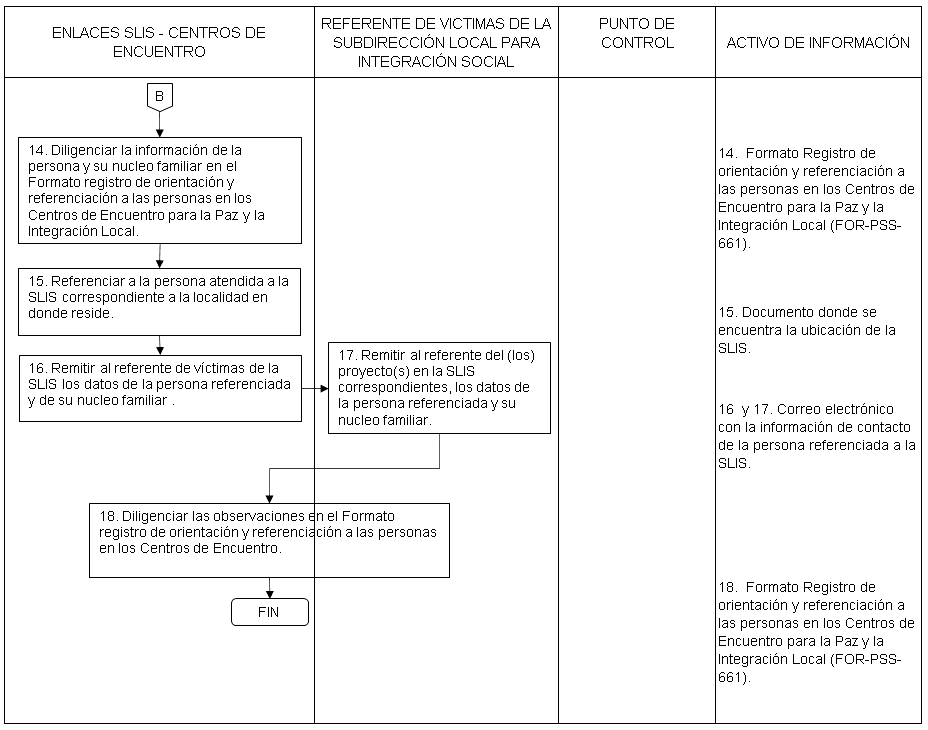 ENLACES SLIS - CENTROS DE
ENCUENTRO
REFERENTE DE VICTIMAS DE LA
SUBDIRECCIÓN LOCAL PARA
INTEGRACIÓN SOCIAL
PUNTO DE
CONTROL
ACTIVO DE INFORMACIÓN
B
14. Diligenciar la información de la
persona y su nucleo familiar en el
Formato registro de orientación y
referenciación a las personas en los
Centros de Encuentro para la Paz y la
Integración Local.
14. Formato Registro de
orientación y referenciación a
las personas en los Centros de
Encuentro para la Paz y la
Integración Local (FOR-PSS-
661).
15. Referenciar a la persona atendida a la
SLIS correspondiente a la localidad en
donde reside.
15. Documento donde se
encuentra la ubicación de la
SLIS.
16. Remitir al referente de víctimas de la
SLIS los datos de la persona referenciada
y de su nucleo familiar .
17. Remitir al referente del (los)
proyecto(s) en la SLIS
correspondientes, los datos de
la persona referenciada y su
nucleo familiar.
16 y 17. Correo electrónico
con la información de contacto
de la persona referenciada a la
SLIS.
18. Diligenciar las observaciones en el Formato
registro de orientación y referenciación a las personas
en los Centros de Encuentro.
FIN
18. Formato Registro de
orientación y referenciación a
las personas en los Centros de
Encuentro para la Paz y la
Integración Local (FOR-PSS-
661).